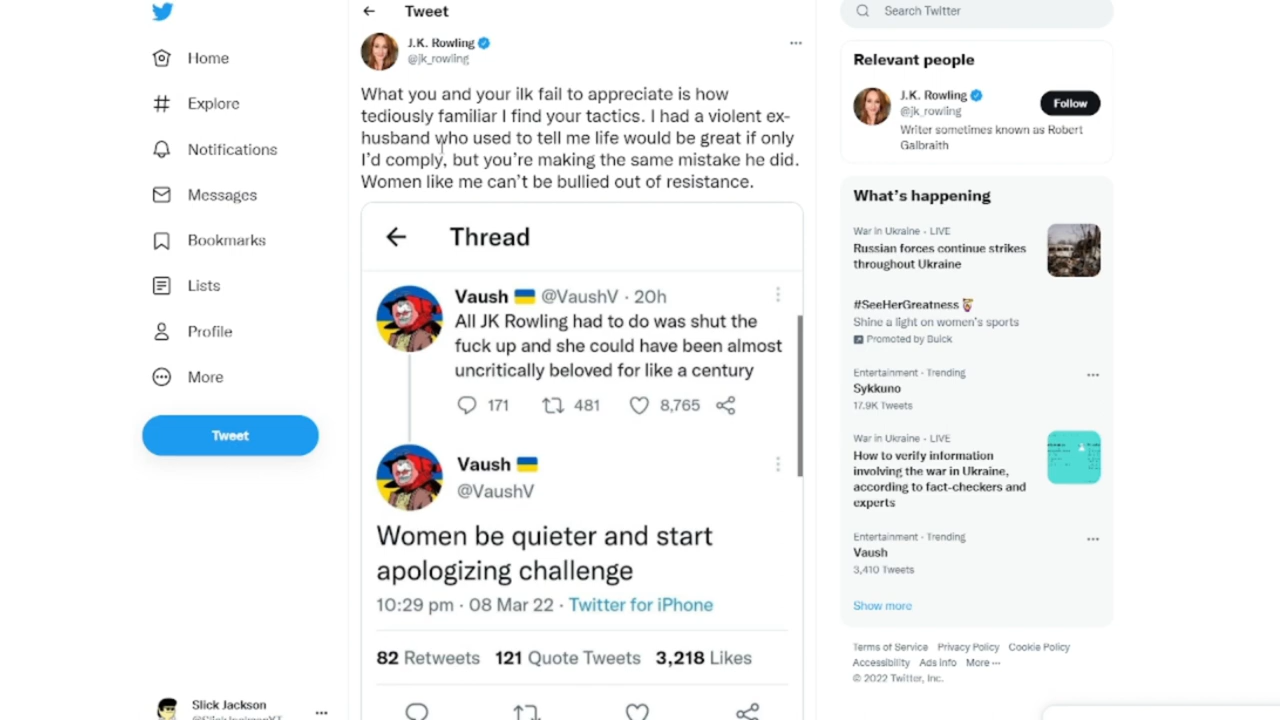 Home
Explore
Notifications
Messages
Bookmarks
Lists
Profile
More
Tweet
Slick Jackson
Tweet
J.K. Rowling
@jk_rowling
What you and your ilk fail to appreciate is how
tediously familiar I find your tactics. I had a violent ex-
husband who used to tell me life would be great if only
I'd comply, but you're making the same mistake he did.
Women like me can't be bullied out of resistance.
Thread
Vaush @VaushV · 20h
All JK Rowling had to do was shut the
fuck up and she could have been almost
uncritically beloved for like a century
171 481 8,765
Vaush
@VaushV
Women be quieter and start
apologizing challenge
10:29 pm · 08 Mar 22 · Twitter for iPhone
82 Retweets 121 Quote Tweets 3,218 Likes
Search Twitter
Relevant people
J.K. Rowling
@jk_rowling
Follow
Writer sometimes known as Robert
Galbraith
What's happening
War in Ukraine · LIVE
Russian forces continue strikes
throughout Ukraine
#SeeHerGreatness
Shine a light on women's sports
Promoted by Buick
Entertainment · Trending
Sykkuno
17.9K Tweets
War in Ukraine · LIVE
How to verify information
involving the war in Ukraine,
according to fact-checkers and
experts
Entertainment · Trending
Vaush
3,410 Tweets
Show more
Terms of Service Privacy Policy Cookie Policy
Accessibility Ads info More ···
© 2022 Twitter, Inc.